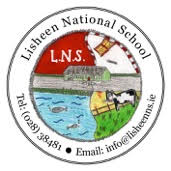 Lisheen National School
L.N.S.
Tel: (028) 38481 ● Email: info@lisheenns.ie